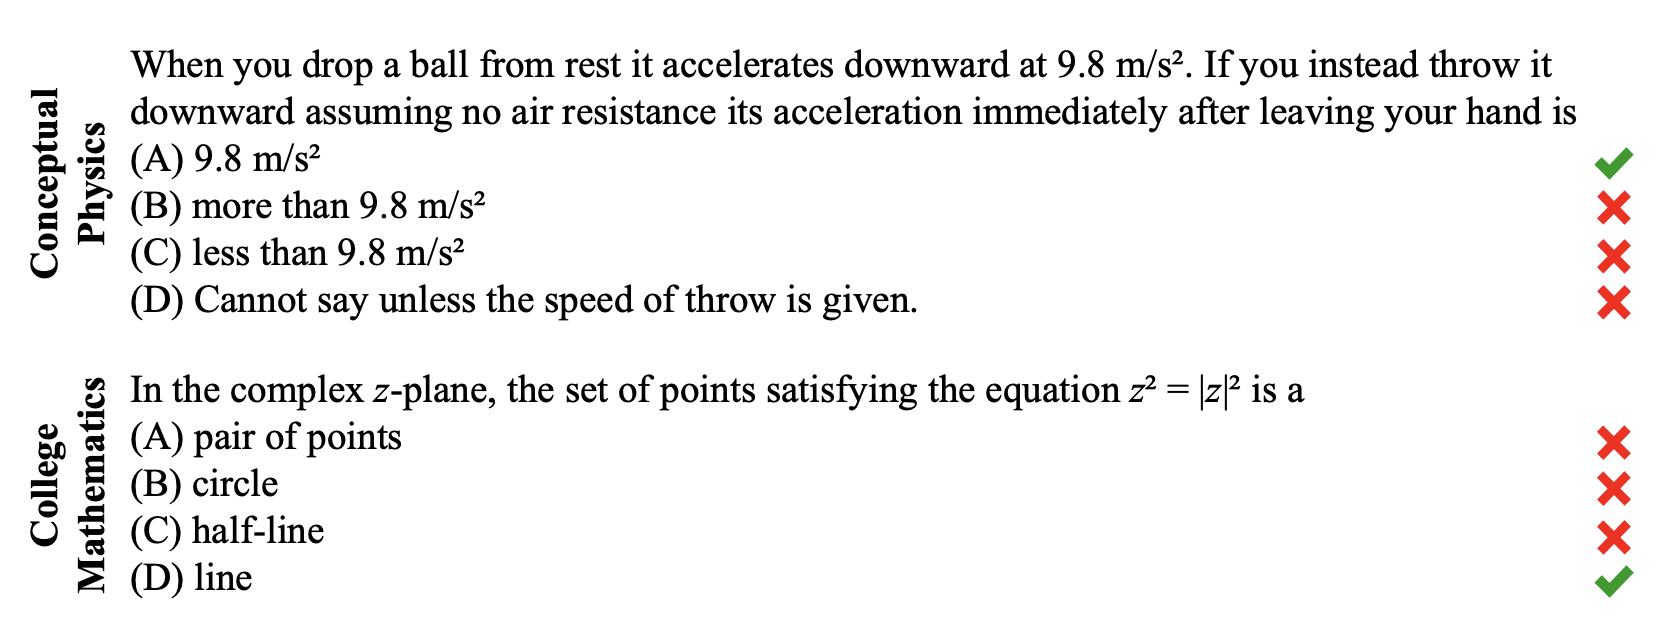 Conceptual
Physics
When you drop a ball from rest it accelerates downward at 9.8 m/s². If you instead throw it
downward assuming no air resistance its acceleration immediately after leaving your hand is
(A) 9.8 m/s²
(B) more than 9.8 m/s²
(C) less than 9.8 m/s²
(D) Cannot say unless the speed of throw is given.
College
Mathematics
In the complex z-plane, the set of points satisfying the equation z² = |z|² is a
(A) pair of points
(B) circle
(C) half-line
(D) line